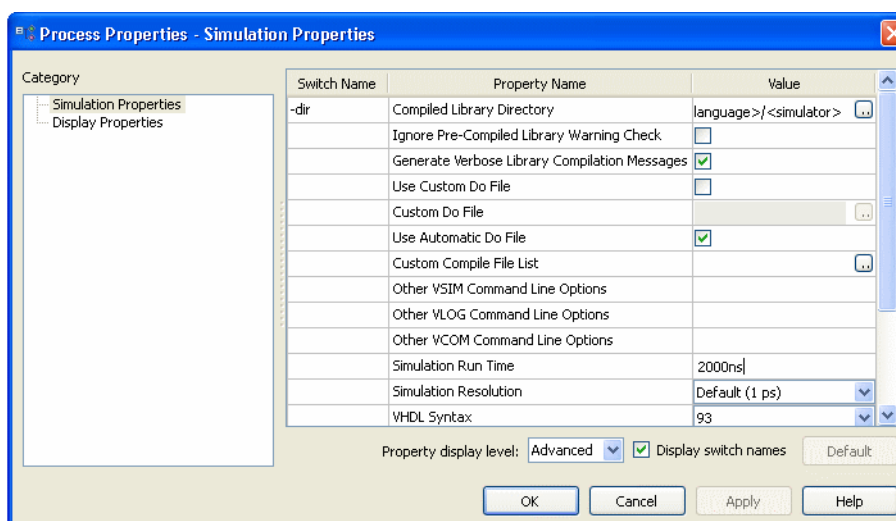 Process Properties - Simulation Properties
Category
Simulation Properties
Display Properties
Switch Name Property Name Value
-dir Compiled Library Directory language>/<simulator> ..
Ignore Pre-Compiled Library Warning Check
Generate Verbose Library Compilation Messages
Use Custom Do File
Custom Do File ..
Use Automatic Do File
Custom Compile File List ..
Other VSIM Command Line Options
Other VLOG Command Line Options
Other VCOM Command Line Options
Simulation Run Time 2000ns
Simulation Resolution Default (1 ps)
VHDL Syntax 93
Property display level: Advanced Display switch names Default
OK Cancel Apply Help